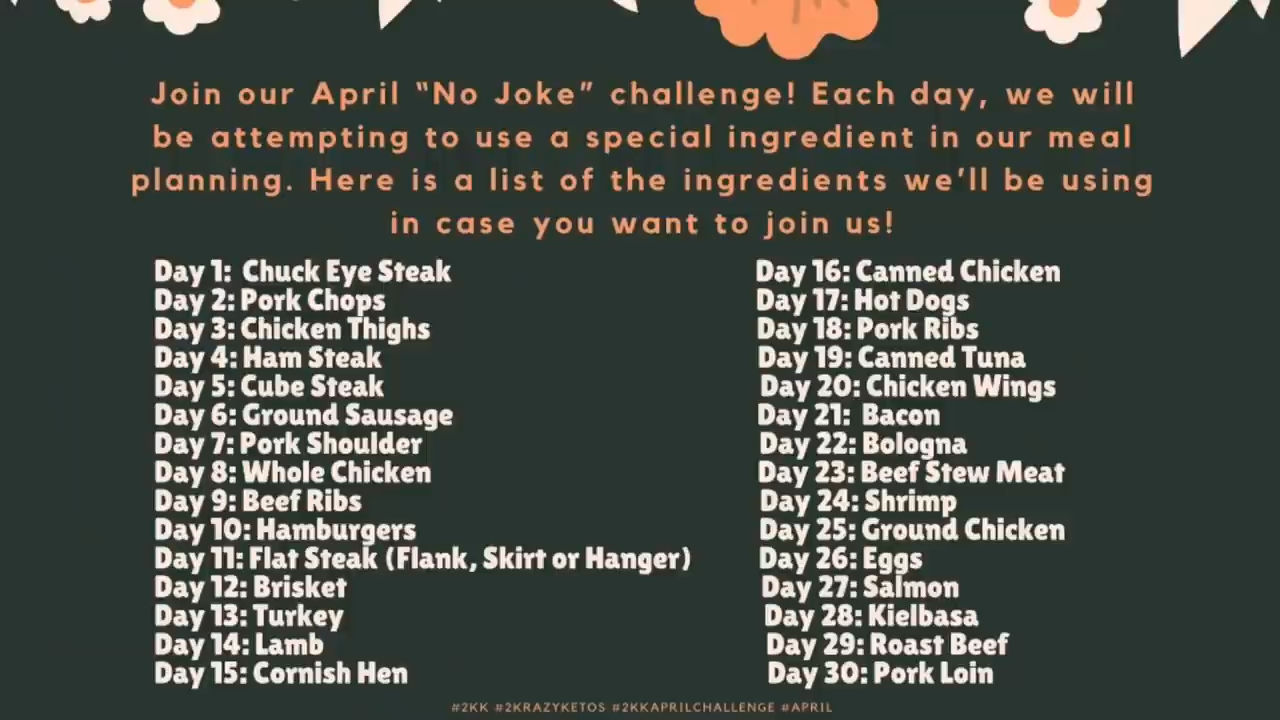 Join our April “No Joke” challenge! Each day, we will
be attempting to use a special ingredient in our meal
planning. Here is a list of the ingredients we’ll be using
in case you want to join us!
Day 1: Chuck Eye Steak
Day 2: Pork Chops
Day 3: Chicken Thighs
Day 4: Ham Steak
Day 5: Cube Steak
Day 6: Ground Sausage
Day 7: Pork Shoulder
Day 8: Whole Chicken
Day 9: Beef Ribs
Day 10: Hamburgers
Day 11: Flat Steak (Flank, Skirt or Hanger)
Day 12: Brisket
Day 13: Turkey
Day 14: Lamb
Day 15: Cornish Hen
Day 16: Canned Chicken
Day 17: Hot Dogs
Day 18: Pork Ribs
Day 19: Canned Tuna
Day 20: Chicken Wings
Day 21: Bacon
Day 22: Bologna
Day 23: Beef Stew Meat
Day 24: Shrimp
Day 25: Ground Chicken
Day 26: Eggs
Day 27: Salmon
Day 28: Kielbasa
Day 29: Roast Beef
Day 30: Pork Loin
#2KK #2KRAZYKETOS #2KKAPRILCHALLENGE #APRIL